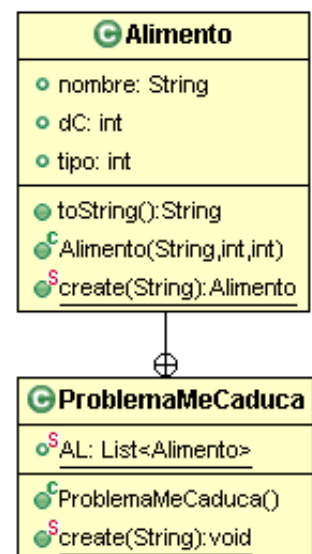 Alimento
nombre: String
dC: int
tipo: int
toString():String
Alimento(String,int,int)
create(String):Alimento
ProblemaMeCaduca
AL: List<Alimento>
ProblemaMeCaduca()
create(String):void